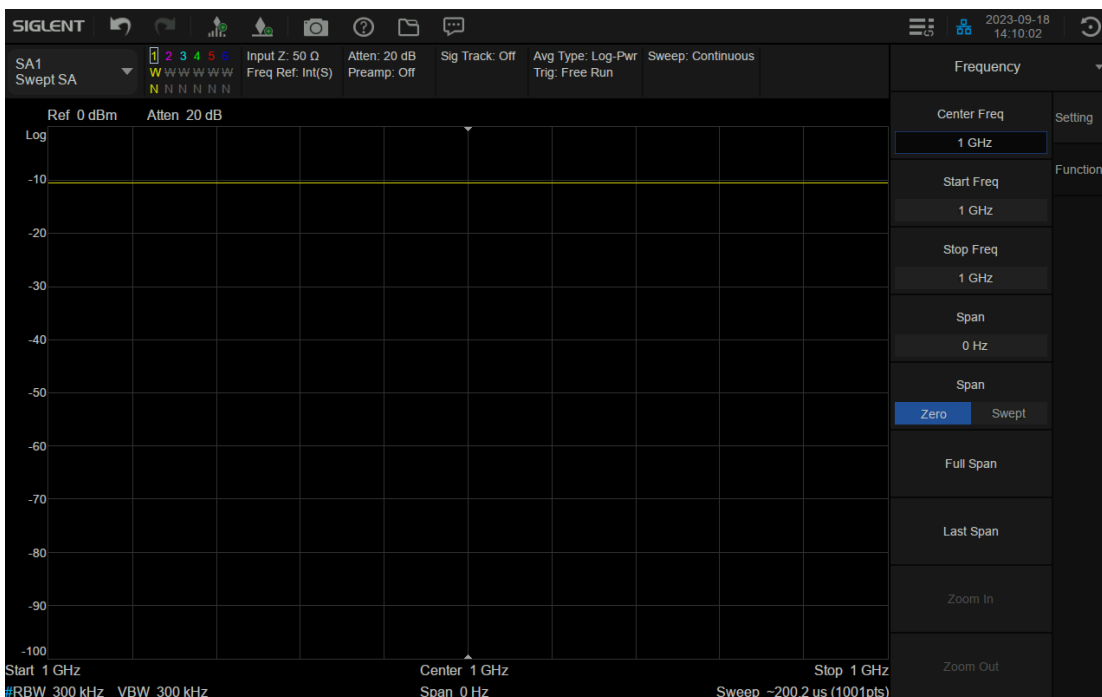 SIGLENT
2023-09-18
14:10:02
SA1
Swept SA
1 2 3 4 5 6
W W W W W W
N N N N N N
Input Z: 50 Ω
Freq Ref: Int(S)
Atten: 20 dB
Preamp: Off
Sig Track: Off
Avg Type: Log-Pwr
Trig: Free Run
Sweep: Continuous
Frequency
Ref 0 dBm Atten 20 dB
Log
-10
-20
-30
-40
-50
-60
-70
-80
-90
-100
Start 1 GHz Center 1 GHz Stop 1 GHz
#RBW 300 kHz VBW 300 kHz Span 0 Hz Sweep ~200.2 us (1001pts)
Center Freq
1 GHz
Start Freq
1 GHz
Stop Freq
1 GHz
Span
0 Hz
Span
Zero Swept
Full Span
Last Span
Zoom In
Zoom Out
Setting
Function